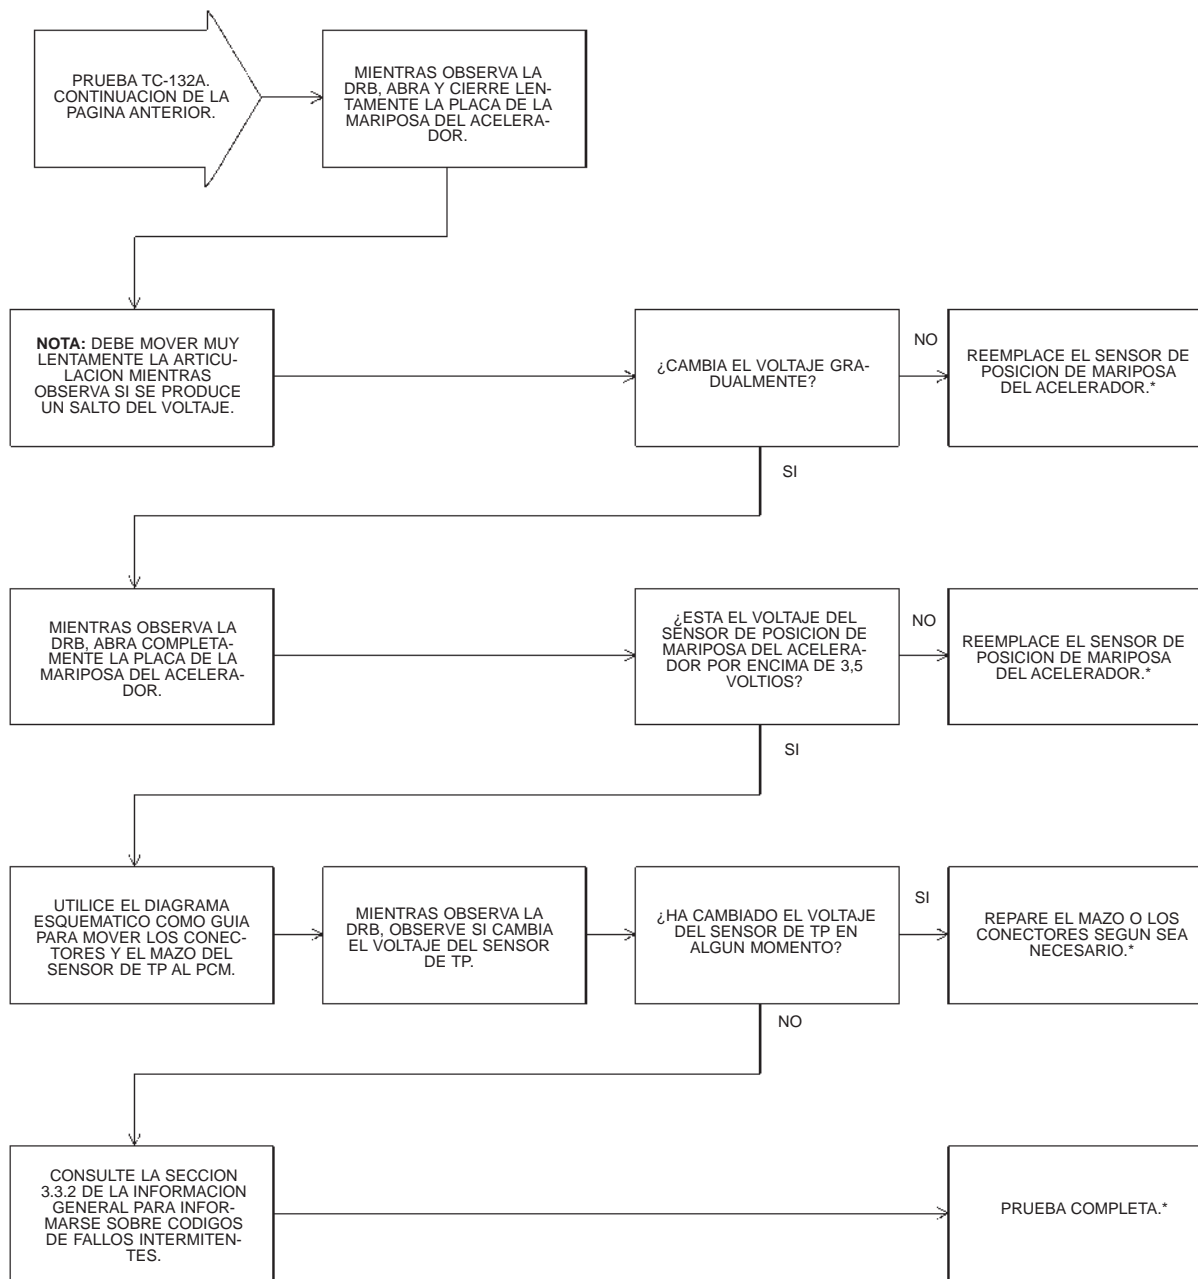 PRUEBA TC-132A.
CONTINUACION DE LA
PAGINA ANTERIOR.
MIENTRAS OBSERVA LA
DRB, ABRA Y CIERRE LEN-
TAMENTE LA PLACA DE LA
MARIPOSA DEL ACELERA-
DOR.
NOTA: DEBE MOVER MUY
LENTAMENTE LA ARTICU-
LACION MIENTRAS
OBSERVA SI SE PRODUCE
UN SALTO DEL VOLTAJE.
¿CAMBIA EL VOLTAJE GRA-
DUALMENTE?
NO
REEMPLACE EL SENSOR DE
POSICION DE MARIPOSA
DEL ACELERADOR.*
SI
MIENTRAS OBSERVA LA
DRB, ABRA COMPLETA-
MENTE LA PLACA DE LA
MARIPOSA DEL ACELERA-
DOR.
¿ESTA EL VOLTAJE DEL
SENSOR DE POSICION DE
MARIPOSA DEL ACELERA-
DOR POR ENCIMA DE 3,5
VOLTIOS?
NO
REEMPLACE EL SENSOR DE
POSICION DE MARIPOSA
DEL ACELERADOR.*
SI
UTILICE EL DIAGRAMA
ESQUEMATICO COMO GUIA
PARA MOVER LOS CONEC-
TORES Y EL MAZO DEL
SENSOR DE TP AL PCM.
MIENTRAS OBSERVA LA
DRB, OBSERVE SI CAMBIA
EL VOLTAJE DEL SENSOR
DE TP.
¿HA CAMBIADO EL VOLTAJE
DEL SENSOR DE TP EN
ALGUN MOMENTO?
SI
REPARE EL MAZO O LOS
CONECTORES SEGUN SEA
NECESARIO.*
NO
CONSULTE LA SECCION
3.3.2 DE LA INFORMACION
GENERAL PARA INFOR-
MARSE SOBRE CODIGOS
DE FALLOS INTERMITEN-
TES.
PRUEBA COMPLETA.*